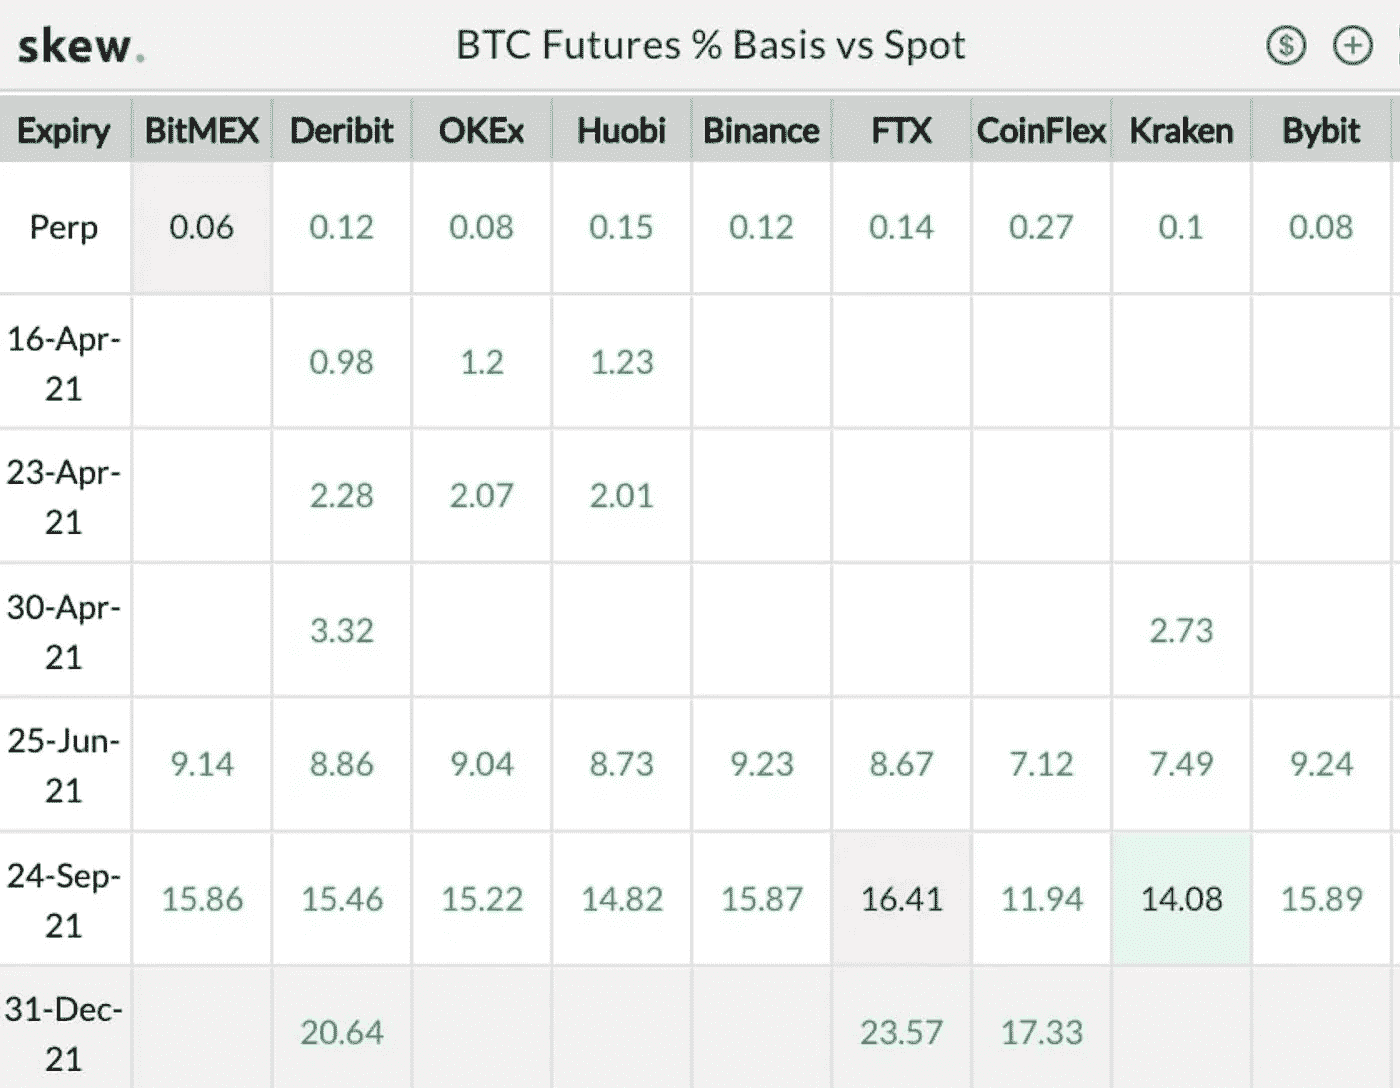 skew.
BTC Futures % Basis vs Spot
$ +
Expiry BitMEX Deribit OKEx Huobi Binance FTX CoinFlex Kraken Bybit
Perp 0.06 0.12 0.08 0.15 0.12 0.14 0.27 0.1 0.08
16-Apr-
21 0.98 1.2 1.23
23-Apr-
21 2.28 2.07 2.01
30-Apr-
21 3.32 2.73
25-Jun-
21 9.14 8.86 9.04 8.73 9.23 8.67 7.12 7.49 9.24
24-Sep-
21 15.86 15.46 15.22 14.82 15.87 16.41 11.94 14.08 15.89
31-Dec-
21 20.64 23.57 17.33